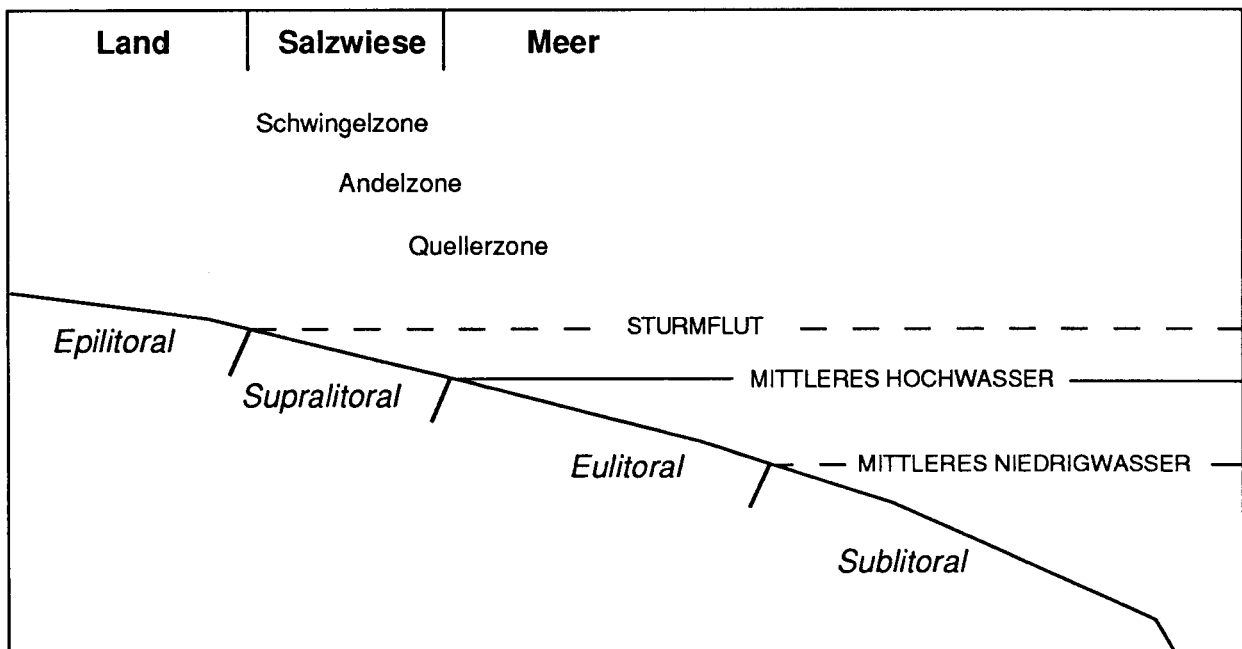 Land
Salzwiese
Meer
Schwingelzone
Andelzone
Quellerzone
STURMFLUT
Epilitoral
MITTLERES HOCHWASSER
Supralitoral
Eulitoral
MITTLERES NIEDRIGWASSER
Sublitoral